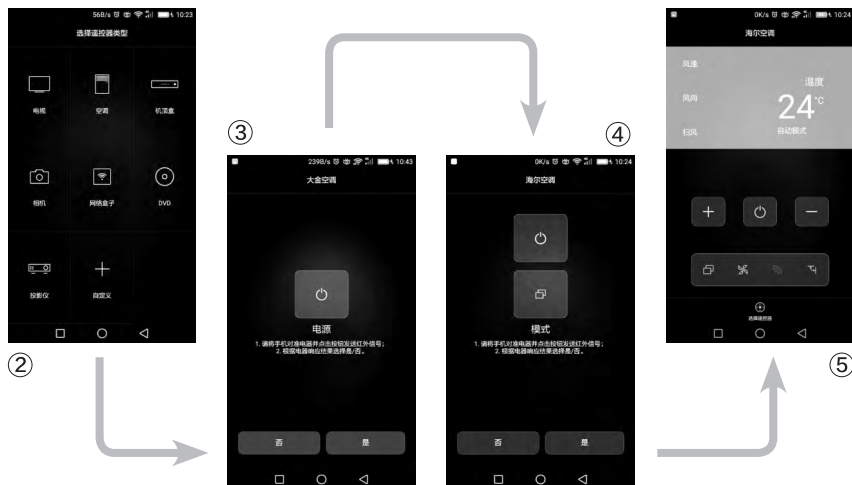 56B/s 10:23
选择遥控器类型
电视
空调
机顶盒
相机
网络盒子
DVD
投影仪
自定义
②
③
239B/s 10:43
大金空调
电源
1. 请将手机对准电器并点击按钮发送红外信号；
2. 根据电器响应结果选择是/否。
否
是
④
0K/s 10:24
海尔空调
模式
1. 请将手机对准电器并点击按钮发送红外信号；
2. 根据电器响应结果选择是/否。
否
是
0K/s 10:24
海尔空调
风速
风向
扫风
温度
24°C
自动模式
选择遥控器
⑤